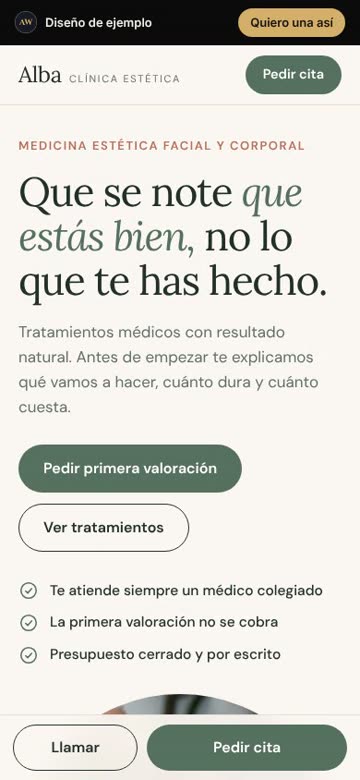 AW Diseño de ejemplo Quiero una así
Alba CLÍNICA ESTÉTICA Pedir cita
MEDICINA ESTÉTICA FACIAL Y CORPORAL
Que se note que
estás bien, no lo
que te has hecho.
Tratamientos médicos con resultado
natural. Antes de empezar te explicamos
qué vamos a hacer, cuánto dura y cuánto
cuesta.
Pedir primera valoración
Ver tratamientos
Te atiende siempre un médico colegiado
La primera valoración no se cobra
Presupuesto cerrado y por escrito
Llamar Pedir cita